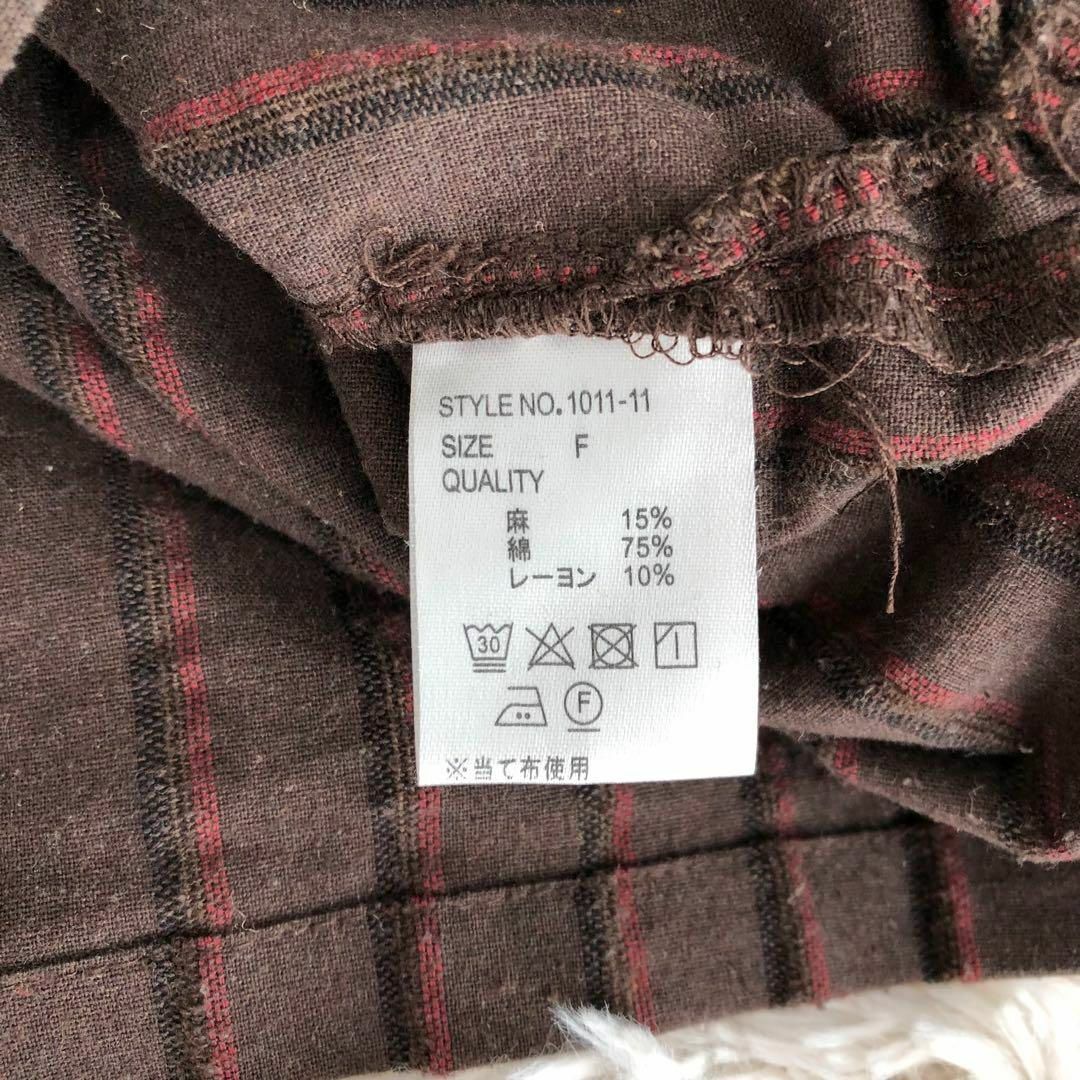 STYLE NO. 1011-11
SIZE F
QUALITY
麻 15%
綿 75%
レーヨン 10%
30
F
※当て布使用